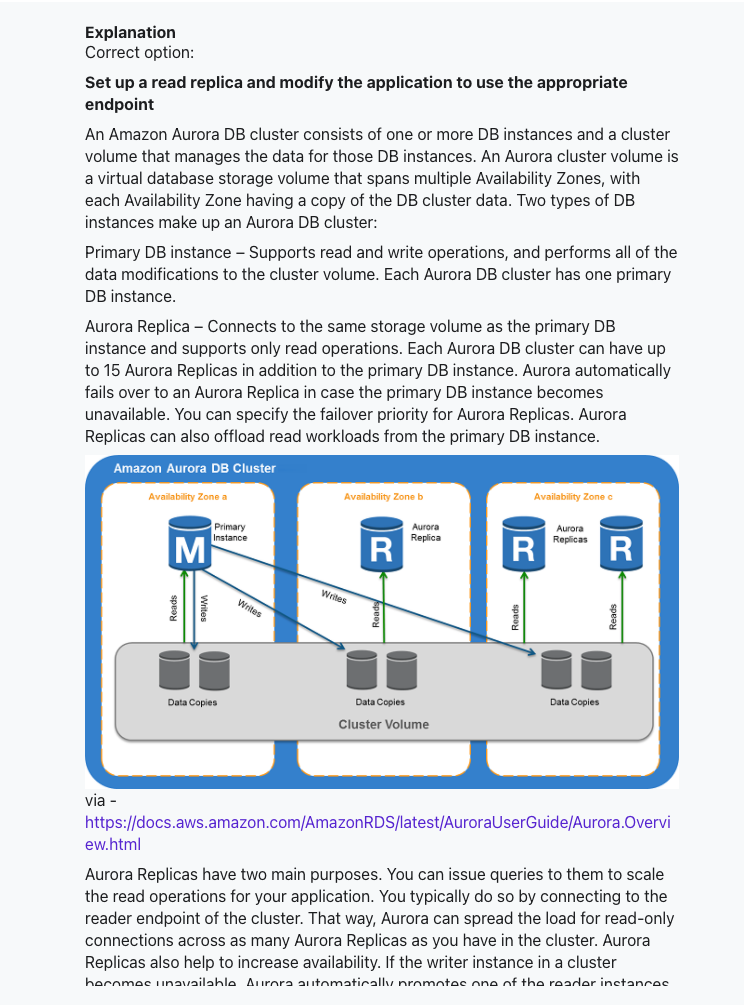 Explanation
Correct option:
Set up a read replica and modify the application to use the appropriate
endpoint
An Amazon Aurora DB cluster consists of one or more DB instances and a cluster
volume that manages the data for those DB instances. An Aurora cluster volume is
a virtual database storage volume that spans multiple Availability Zones, with
each Availability Zone having a copy of the DB cluster data. Two types of DB
instances make up an Aurora DB cluster:
Primary DB instance – Supports read and write operations, and performs all of the
data modifications to the cluster volume. Each Aurora DB cluster has one primary
DB instance.
Aurora Replica – Connects to the same storage volume as the primary DB
instance and supports only read operations. Each Aurora DB cluster can have up
to 15 Aurora Replicas in addition to the primary DB instance. Aurora automatically
fails over to an Aurora Replica in case the primary DB instance becomes
unavailable. You can specify the failover priority for Aurora Replicas. Aurora
Replicas can also offload read workloads from the primary DB instance.
Amazon Aurora DB Cluster
Availability Zone a
Availability Zone b
Availability Zone c
M
Primary
Instance
R
Aurora
Replica
R
Aurora
Replicas
R
Reads
Writes
Writes
Writes
Reads
Reads
Reads
Data Copies
Data Copies
Data Copies
Cluster Volume
via -
https://docs.aws.amazon.com/AmazonRDS/latest/AuroraUserGuide/Aurora.Overvi
ew.html
Aurora Replicas have two main purposes. You can issue queries to them to scale
the read operations for your application. You typically do so by connecting to the
reader endpoint of the cluster. That way, Aurora can spread the load for read-only
connections across as many Aurora Replicas as you have in the cluster. Aurora
Replicas also help to increase availability. If the writer instance in a cluster
becomes unavailable, Aurora automatically promotes one of the reader instances